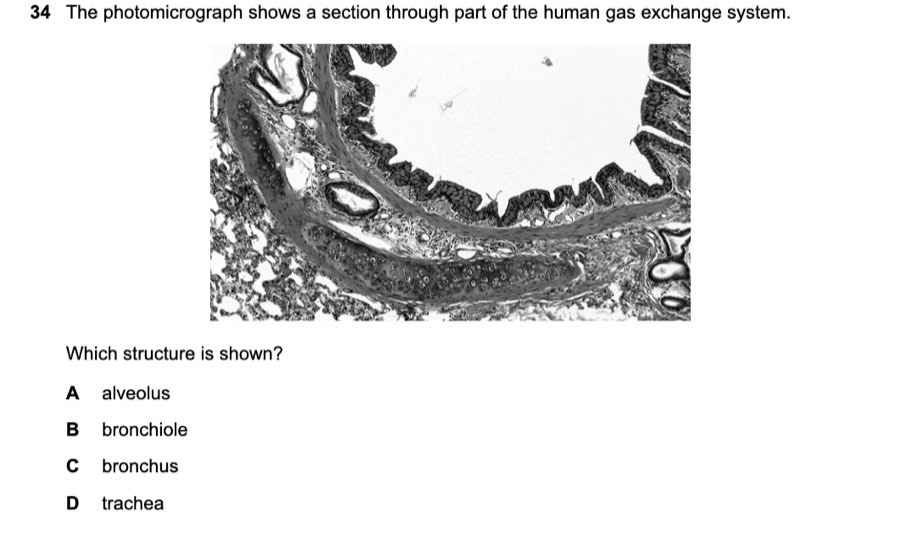 34 The photomicrograph shows a section through part of the human gas exchange system.
Which structure is shown?
A alveolus
B bronchiole
C bronchus
D trachea